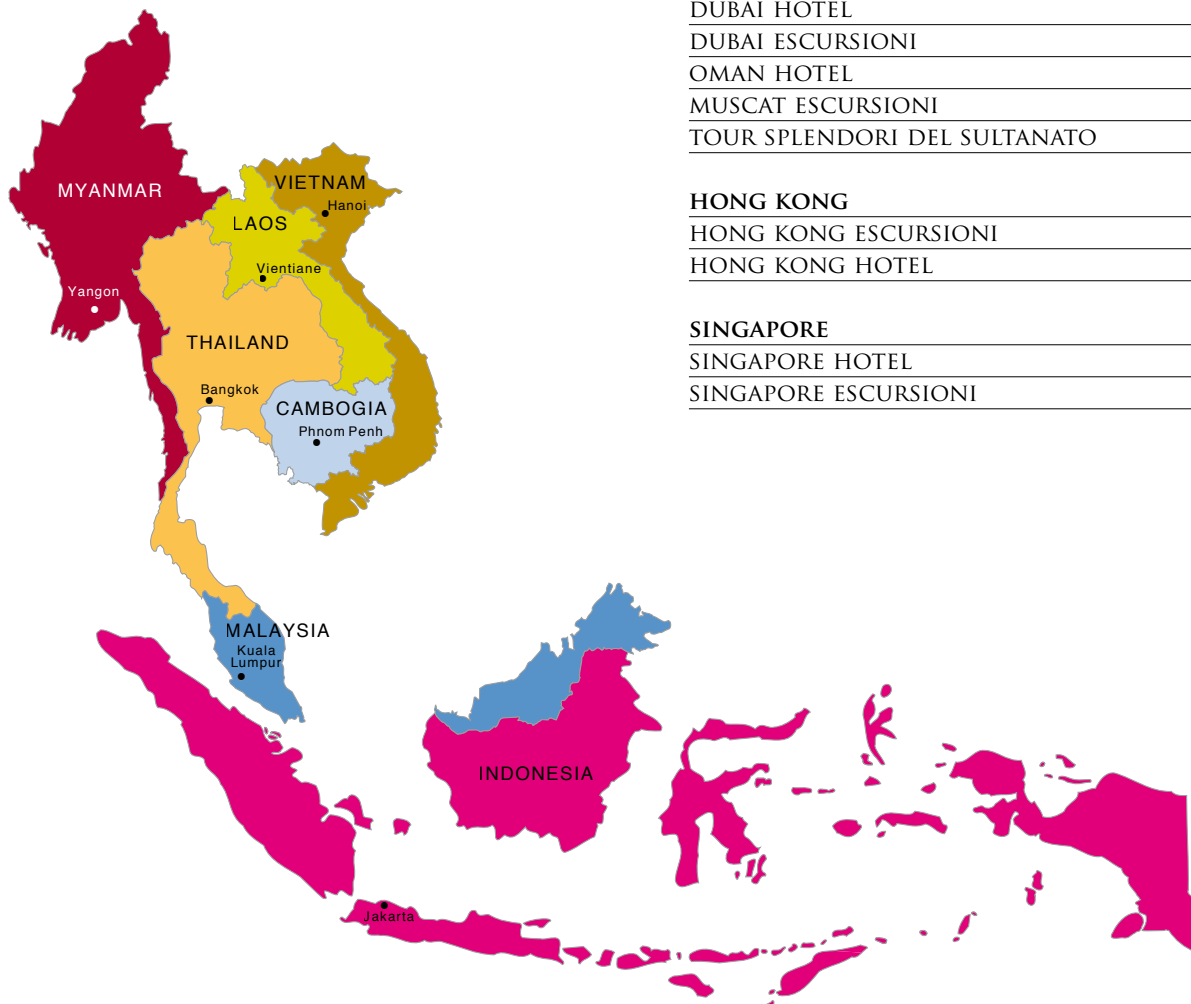 DUBAI HOTEL
DUBAI ESCURSIONI
OMAN HOTEL
MUSCAT ESCURSIONI
TOUR SPLENDORI DEL SULTANATO
HONG KONG
HONG KONG ESCURSIONI
HONG KONG HOTEL
SINGAPORE
SINGAPORE HOTEL
SINGAPORE ESCURSIONI
MYANMAR
Yangon
VIETNAM
Hanoi
LAOS
Vientiane
THAILAND
Bangkok
CAMBOGIA
Phnom Penh
MALAYSIA
Kuala
Lumpur
INDONESIA
Jakarta